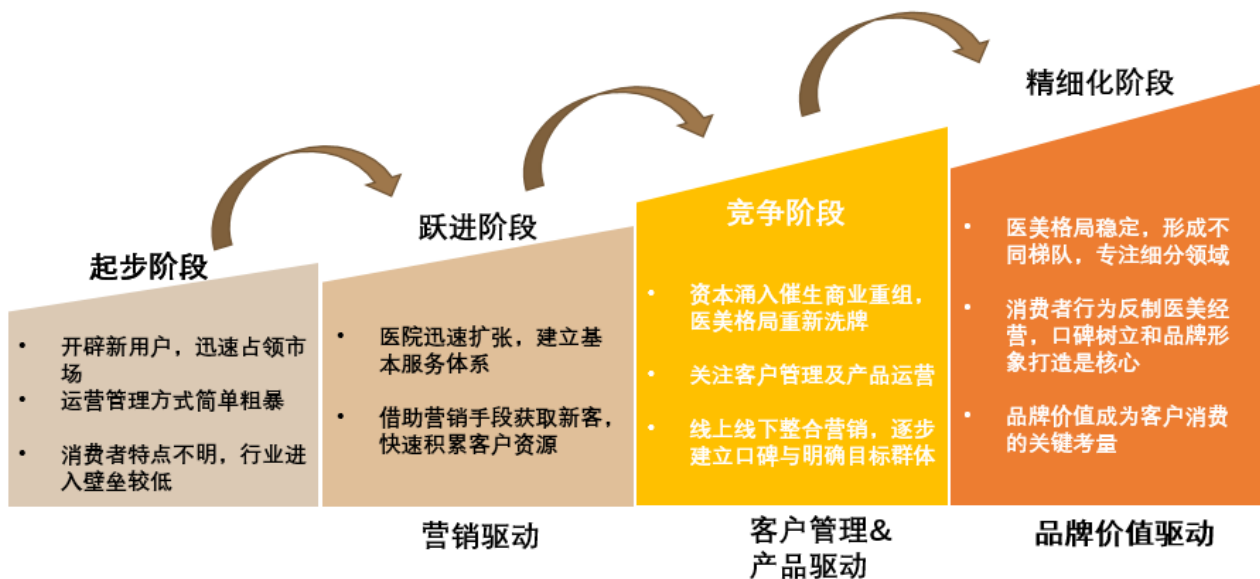 起步阶段
• 开辟新用户，迅速占领市
场
• 运营管理方式简单粗暴
• 消费者特点不明，行业进
入壁垒较低
跃进阶段
• 医院迅速扩张，建立基
本服务体系
• 借助营销手段获取新客，
快速积累客户资源
营销驱动
竞争阶段
• 资本涌入催生商业重组，
医美格局重新洗牌
• 关注客户管理及产品运营
• 线上线下整合营销，逐步
建立口碑与明确目标群体
客户管理&
产品驱动
精细化阶段
• 医美格局稳定，形成不
同梯队，专注细分领域
• 消费者行为反制医美经
营，口碑树立和品牌形
象打造是核心
• 品牌价值成为客户消费
的关键考量
品牌价值驱动